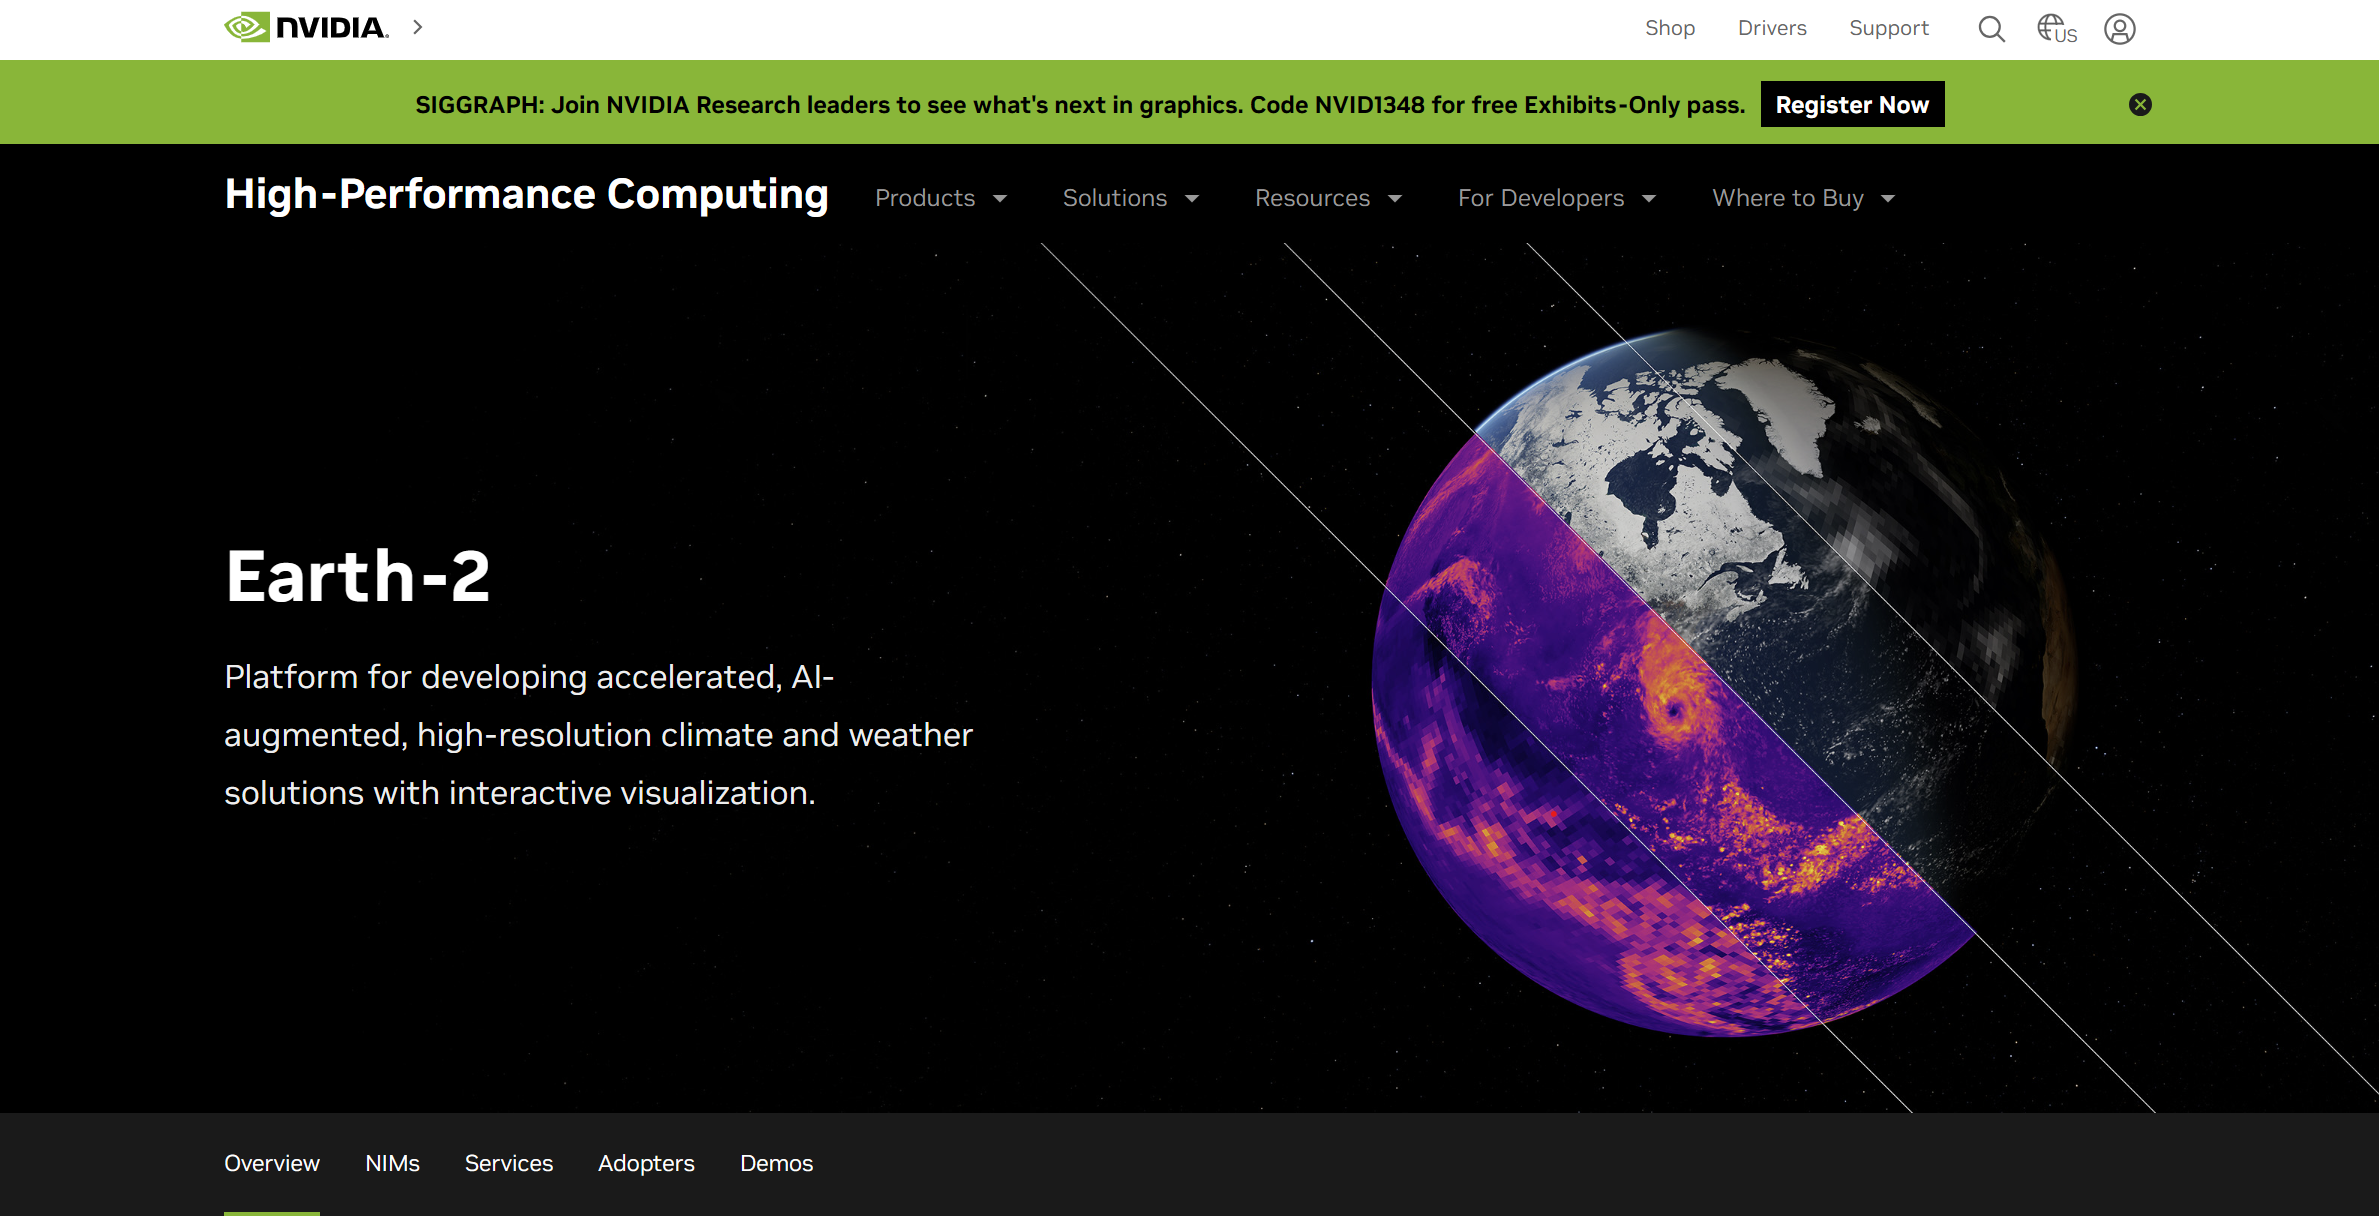 NVIDIA.
Shop Drivers Support US
SIGGRAPH: Join NVIDIA Research leaders to see what's next in graphics. Code NVID1348 for free Exhibits-Only pass. Register Now
High-Performance Computing Products Solutions Resources For Developers Where to Buy
Earth-2
Platform for developing accelerated, AI-
augmented, high-resolution climate and weather
solutions with interactive visualization.
Overview NIMs Services Adopters Demos